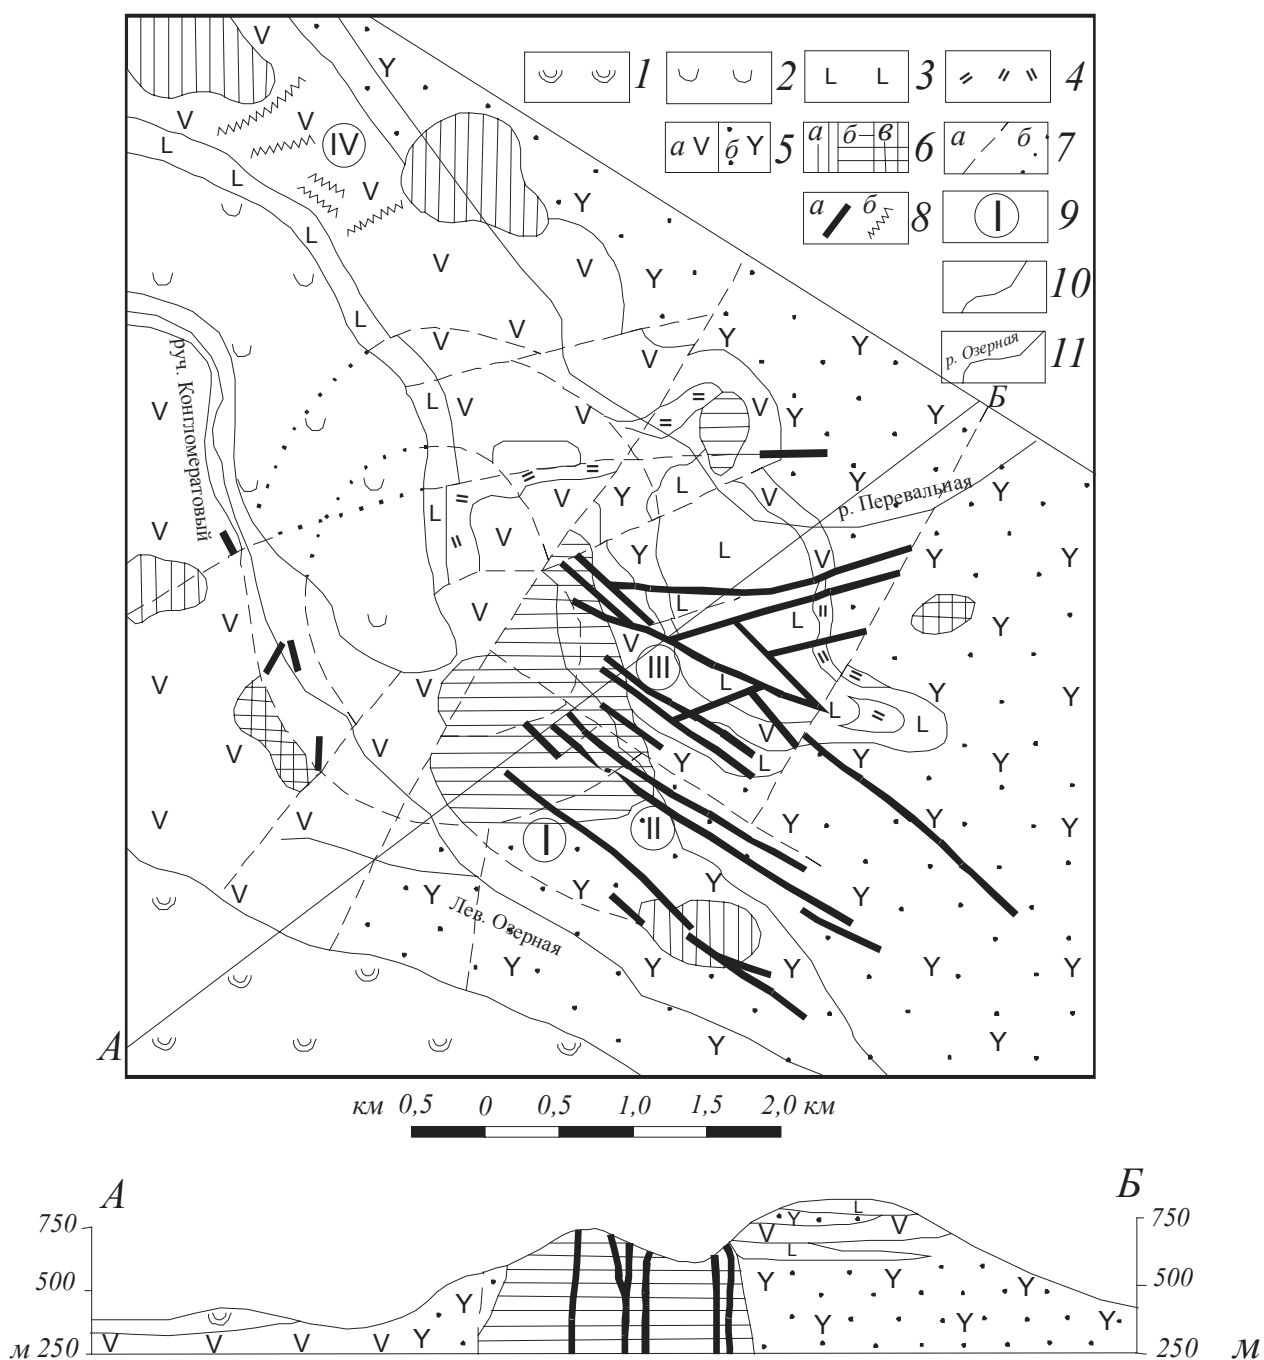 1
2
3
4
а
б
5
а
б–в
6
а
б
7
а
б
8
I
9
10
р. Озерная
11
IV
руч. Конгломератовый
Б
р. Перевальная
III
I
II
Лев. Озерная
А
км 0,5 0 0,5 1,0 1,5 2,0 км
А
Б
750
750
500
500
м 250
250 м